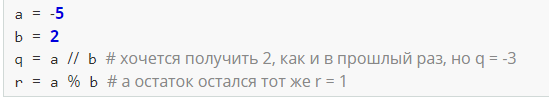 a = -5
b = 2
q = a // b # хочется получить 2, как и в прошлый раз, но q = -3
r = a % b # а остаток остался тот же r = 1